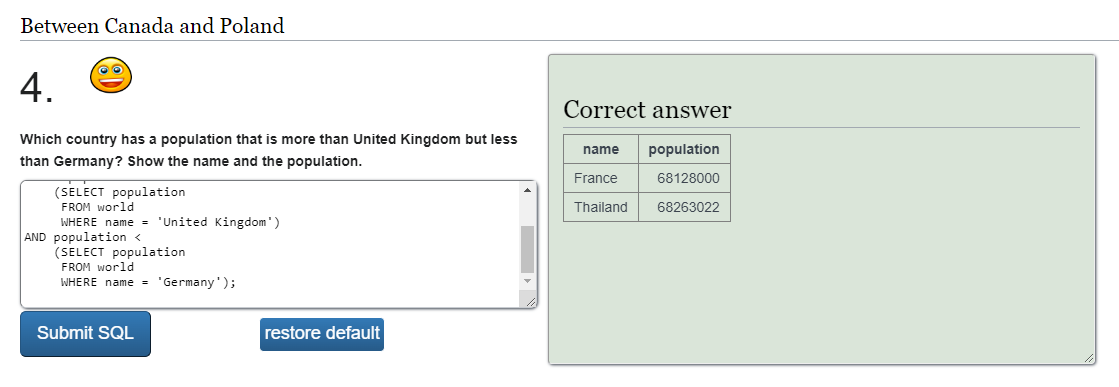 Between Canada and Poland
4.
Which country has a population that is more than United Kingdom but less
than Germany? Show the name and the population.
(SELECT population
FROM world
WHERE name = 'United Kingdom')
AND population <
(SELECT population
FROM world
WHERE name = 'Germany');
Submit SQL
restore default
Correct answer
name population
France 68128000
Thailand 68263022